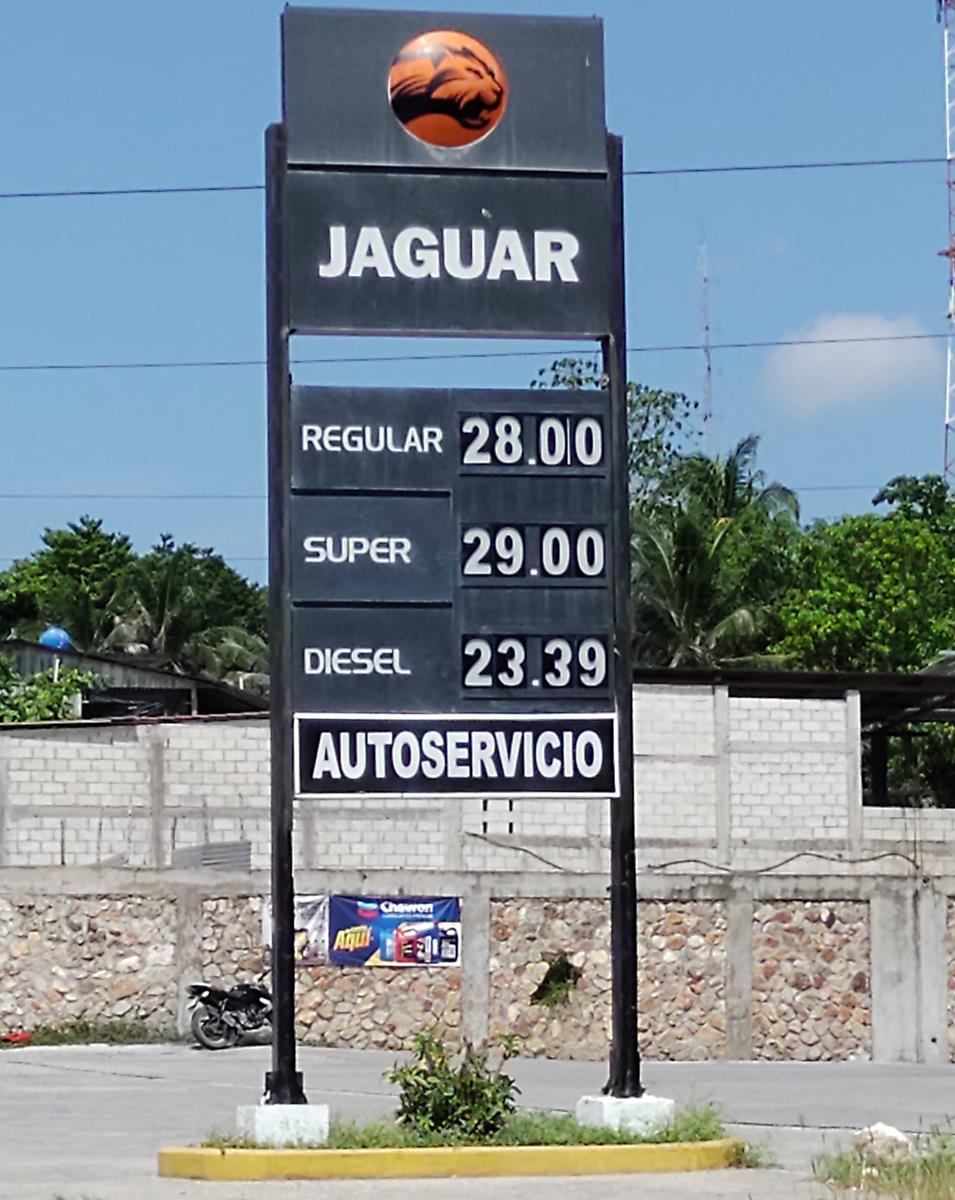 JAGUAR
REGULAR 28.00
SUPER 29.00
DIESEL 23.39
AUTOSERVICIO
Chevron
Aquí